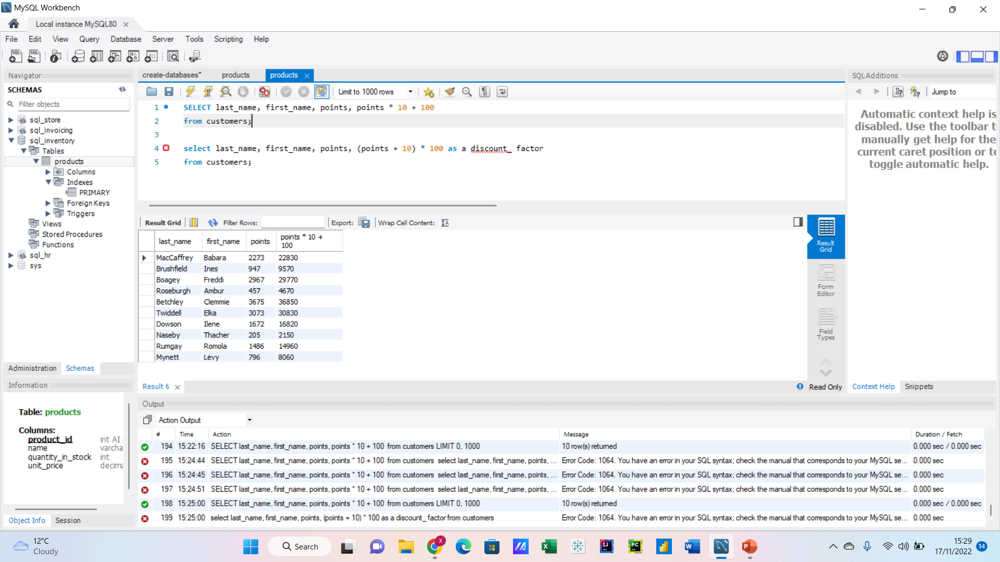 MySQL Workbench
Local instance MySQL80
File Edit View Query Database Server Tools Scripting Help
Navigator
SCHEMAS
Filter objects
sql_store
sql_invoicing
sql_inventory
Tables
products
Columns
Indexes
PRIMARY
Foreign Keys
Triggers
Views
Stored Procedures
Functions
sql_hr
sys
Administration Schemas
Information
Table: products
Columns:
product_id int AI
name varcha
quantity_in_stock int
unit_price decima
Object Info Session
create-databases* products products
Limit to 1000 rows
1 SELECT last_name, first_name, points, points * 10 + 100
2 from customers;
3
4 select last_name, first_name, points, (points + 10) * 100 as a discount_ factor
5 from customers;
Result Grid Filter Rows: Export: Wrap Cell Content:
last_name first_name points points * 10 + 100
MacCaffrey Babara 2273 22830
Brushfield Ines 947 9570
Boagey Freddi 2967 29770
Roseburgh Ambur 457 4670
Betchley Clemmie 3675 36850
Twiddell Elka 3073 30830
Dowson Ilene 1672 16820
Naseby Thacher 205 2150
Rumgay Romola 1486 14960
Mynett Levy 796 8060
Result Grid
Form Editor
Field Types
Result 6
Read Only
SQLAdditions
Jump to
Automatic context help is
disabled. Use the toolbar t
manually get help for the
current caret position or to
toggle automatic help.
Context Help Snippets
Output
Action Output
# Time Action Message Duration / Fetch
194 15:22:16 SELECT last_name, first_name, points, points * 10 + 100 from customers LIMIT 0, 1000 10 row(s) returned 0.000 sec / 0.000 sec
195 15:24:44 SELECT last_name, first_name, points, points * 10 + 100 from customers select last_name, first_name, points, ... Error Code: 1064. You have an error in your SQL syntax; check the manual that corresponds to your MySQL se... 0.000 sec
196 15:24:45 SELECT last_name, first_name, points, points * 10 + 100 from customers select last_name, first_name, points, ... Error Code: 1064. You have an error in your SQL syntax; check the manual that corresponds to your MySQL se... 0.000 sec
197 15:24:51 SELECT last_name, first_name, points, points * 10 + 100 from customers select last_name, first_name, points, ... Error Code: 1064. You have an error in your SQL syntax; check the manual that corresponds to your MySQL se... 0.000 sec
198 15:25:00 SELECT last_name, first_name, points, points * 10 + 100 from customers LIMIT 0, 1000 10 row(s) returned 0.000 sec / 0.000 sec
199 15:25:00 select last_name, first_name, points, (points + 10) * 100 as a discount_ factor from customers Error Code: 1064. You have an error in your SQL syntax; check the manual that corresponds to your MySQL se... 0.000 sec
12°C
Cloudy
Search
15:29
17/11/2022
14